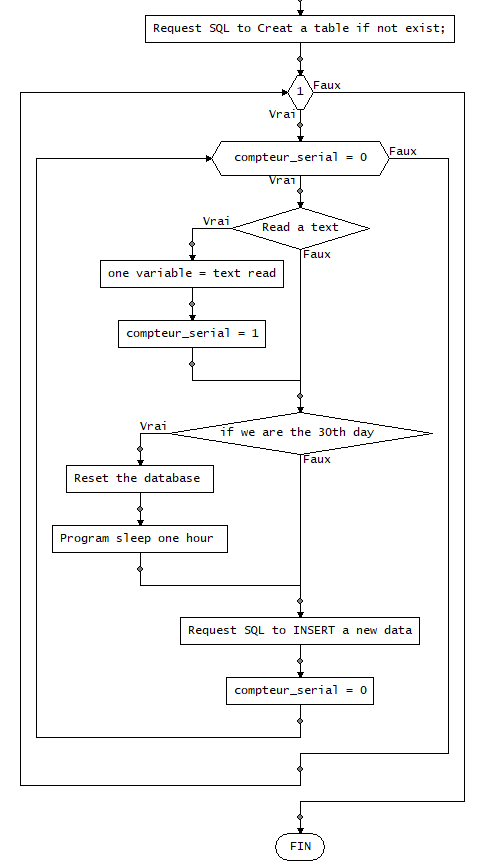 Request SQL to Creat a table if not exist;
1
Faux
Vrai
compteur_serial = 0
Faux
Vrai
Read a text
Vrai
Faux
one variable = text read
compteur_serial = 1
if we are the 30th day
Vrai
Faux
Reset the database
Program sleep one hour
Request SQL to INSERT a new data
compteur_serial = 0
FIN